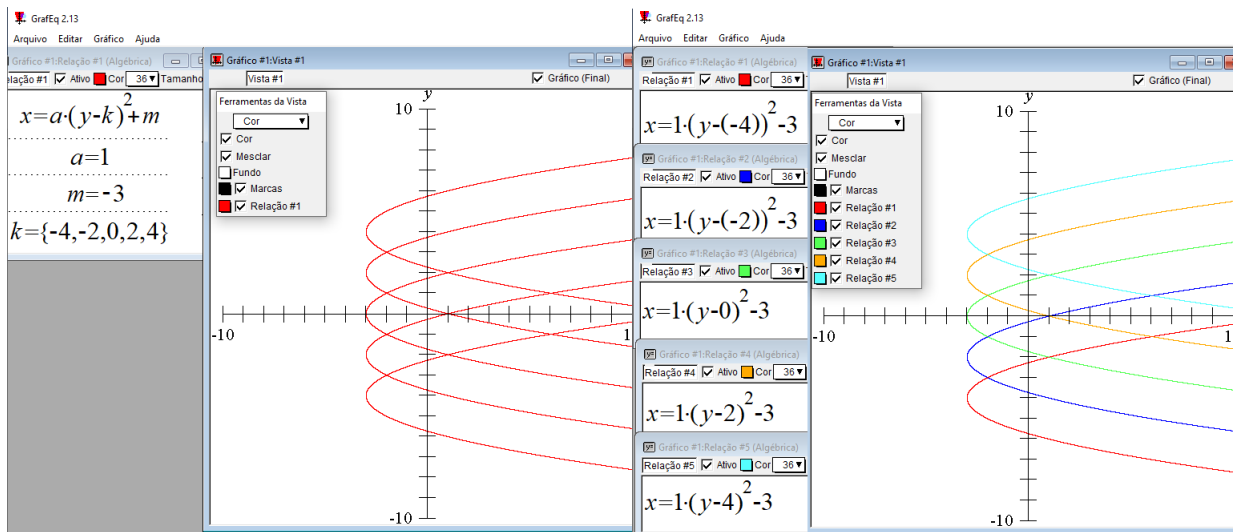 GrafEq 2.13
Arquivo Editar Gráfico Ajuda
Gráfico #1:Relação #1 (Algébrica)
elação #1 Ativo Cor 36 Tamanho
x=a·(y-k)²+m
a=1
m=-3
k={-4,-2,0,2,4}
Gráfico #1:Vista #1
Vista #1 Gráfico (Final)
Ferramentas da Vista
Cor
Cor
Mesclar
Fundo
Marcas
Relação #1
y
10
-10
1
-10
GrafEq 2.13
Arquivo Editar Gráfico Ajuda
Gráfico #1:Relação #1 (Algébrica)
Relação #1 Ativo Cor 36
x=1·(y-(-4))²-3
Gráfico #1:Relação #2 (Algébrica)
Relação #2 Ativo Cor 36
x=1·(y-(-2))²-3
Gráfico #1:Relação #3 (Algébrica)
Relação #3 Ativo Cor 36
x=1·(y-0)²-3
Gráfico #1:Relação #4 (Algébrica)
Relação #4 Ativo Cor 36
x=1·(y-2)²-3
Gráfico #1:Relação #5 (Algébrica)
Relação #5 Ativo Cor 36
x=1·(y-4)²-3
Gráfico #1:Vista #1
Vista #1 Gráfico (Final)
Ferramentas da Vista
Cor
Cor
Mesclar
Fundo
Marcas
Relação #1
Relação #2
Relação #3
Relação #4
Relação #5
y
10
-10
1
-10